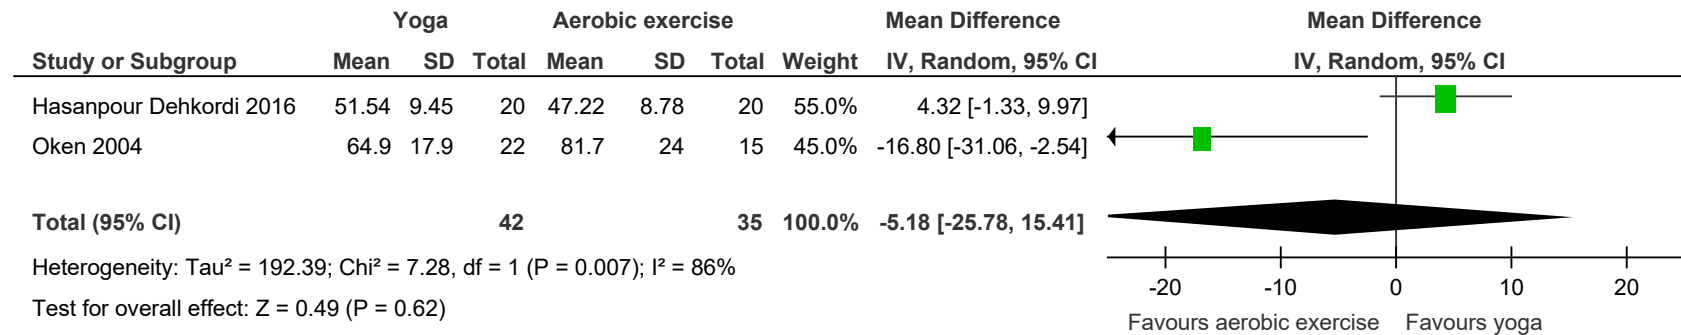 Yoga Aerobic exercise Mean Difference Mean Difference
Study or Subgroup Mean SD Total Mean SD Total Weight IV, Random, 95% CI IV, Random, 95% CI
Hasanpour Dehkordi 2016 51.54 9.45 20 47.22 8.78 20 55.0% 4.32 [-1.33, 9.97]
Oken 2004 64.9 17.9 22 81.7 24 15 45.0% -16.80 [-31.06, -2.54]
Total (95% CI) 42 35 100.0% -5.18 [-25.78, 15.41]
Heterogeneity: Tau² = 192.39; Chi² = 7.28, df = 1 (P = 0.007); I² = 86%
Test for overall effect: Z = 0.49 (P = 0.62)
-20 -10 0 10 20
Favours aerobic exercise Favours yoga